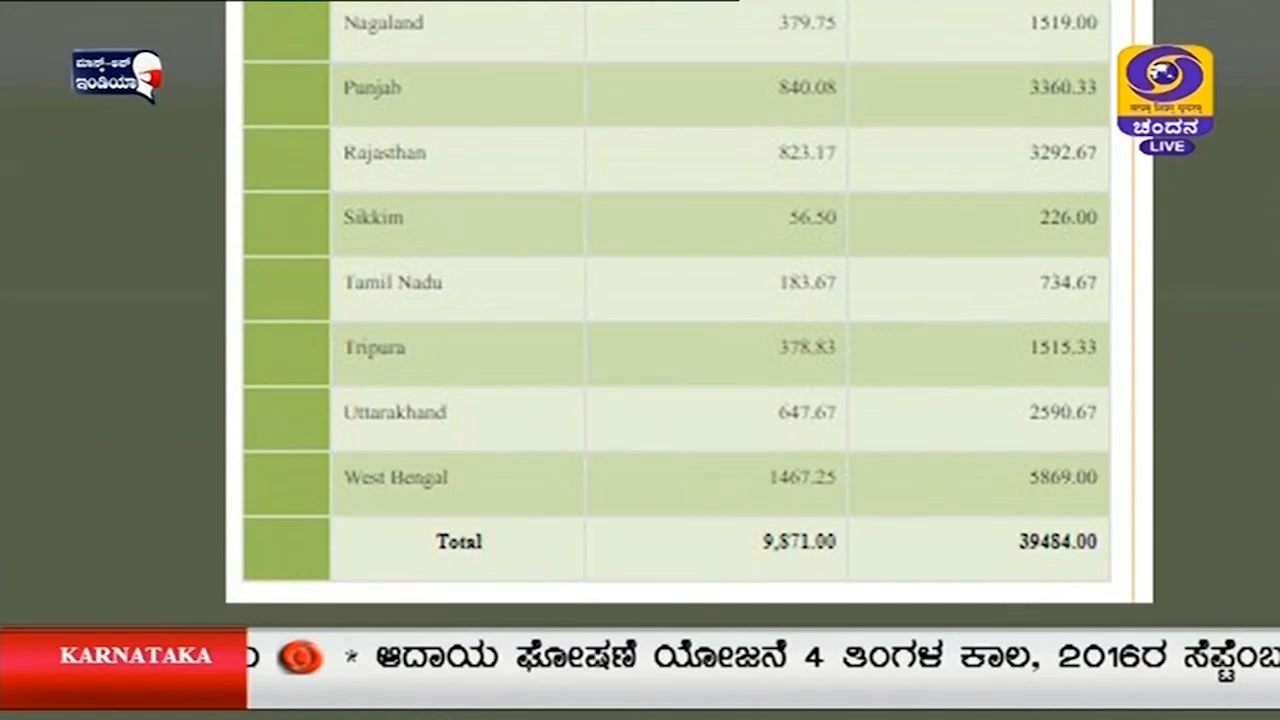 Nagaland 379.75 1519.00
ಮಾಸ್ಕ್-ಅಪ್
ಇಂಡಿಯಾ
Punjab 840.08 3360.33
ಚಂದನ
LIVE
Rajasthan 823.17 3292.67
Sikkim 56.50 226.00
Tamil Nadu 183.67 734.67
Tripura 378.83 1515.33
Uttarakhand 647.67 2590.67
West Bengal 1467.25 5869.00
Total 9,871.00 39484.00
KARNATAKA * ಆದಾಯ ಘೋಷಣೆ ಯೋಜನೆ 4 ತಿಂಗಳ ಕಾಲ, 2016ರ ಸೆಪ್ಟೆಂಬ